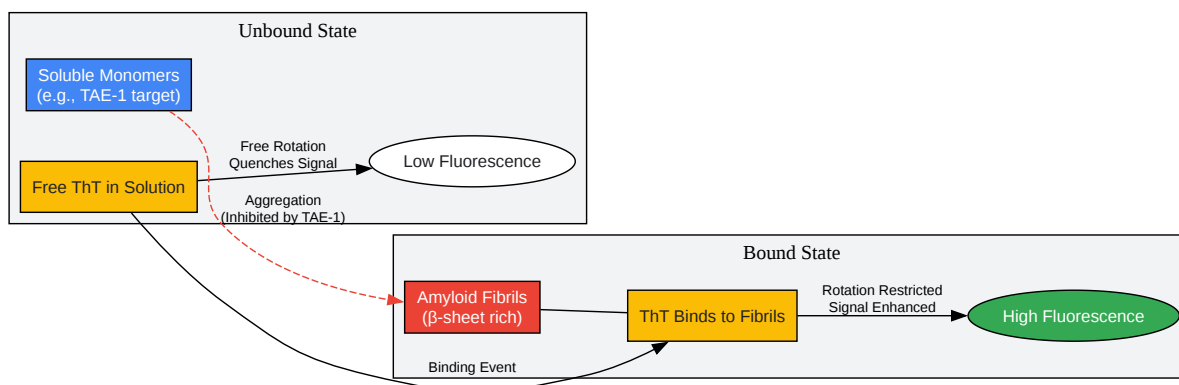 Unbound State
Soluble Monomers
(e.g., TAE-1 target)
Free Rotation
Quenches Signal
Low Fluorescence
Free ThT in Solution
Aggregation
(Inhibited by TAE-1)
Bound State
Amyloid Fibrils
(β-sheet rich)
ThT Binds to Fibrils
Rotation Restricted
Signal Enhanced
High Fluorescence
Binding Event